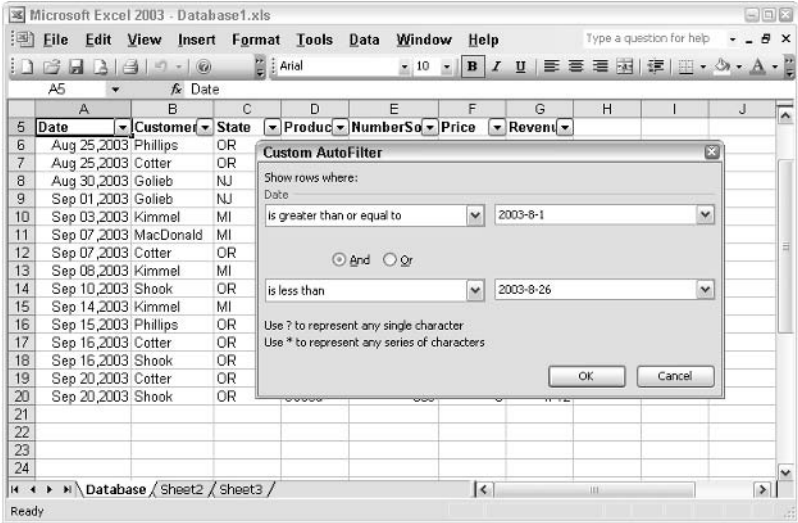 Microsoft Excel 2003 - Database1.xls
File Edit View Insert Format Tools Data Window Help Type a question for help
Arial 10 B I U A
A5 fx Date
A B C D E F G H I J
5 Date Customer State Produc NumberSo Price Revenu
6 Aug 25,2003 Phillips OR
7 Aug 25,2003 Cotter OR
8 Aug 30,2003 Golieb NJ
9 Sep 01,2003 Golieb NJ
10 Sep 03,2003 Kimmel MI
11 Sep 07,2003 MacDonald MI
12 Sep 07,2003 Cotter OR
13 Sep 08,2003 Kimmel MI
14 Sep 10,2003 Shook OR
15 Sep 14,2003 Kimmel MI
16 Sep 15,2003 Phillips OR
17 Sep 16,2003 Cotter OR
18 Sep 16,2003 Shook OR
19 Sep 20,2003 Cotter OR
20 Sep 20,2003 Shook OR
21
22
23
24
Custom AutoFilter
Show rows where:
Date
is greater than or equal to 2003-8-1
And Or
is less than 2003-8-26
Use ? to represent any single character
Use * to represent any series of characters
OK Cancel
Database Sheet2 Sheet3
Ready